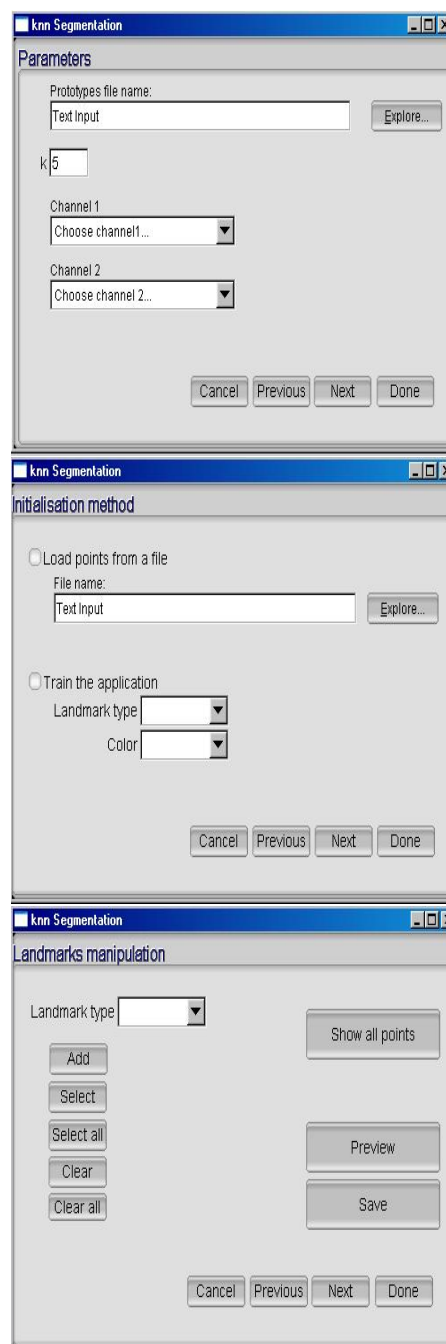 knn Segmentation
Parameters
Prototypes file name:
Text Input
Explore...
k 5
Channel 1
Choose channel1...
Channel 2
Choose channel 2...
Cancel Previous Next Done
knn Segmentation
Initialisation method
Load points from a file
File name:
Text Input
Explore...
Train the application
Landmark type
Color
Cancel Previous Next Done
knn Segmentation
Landmarks manipulation
Landmark type
Show all points
Add
Select
Select all
Preview
Clear
Save
Clear all
Cancel Previous Next Done